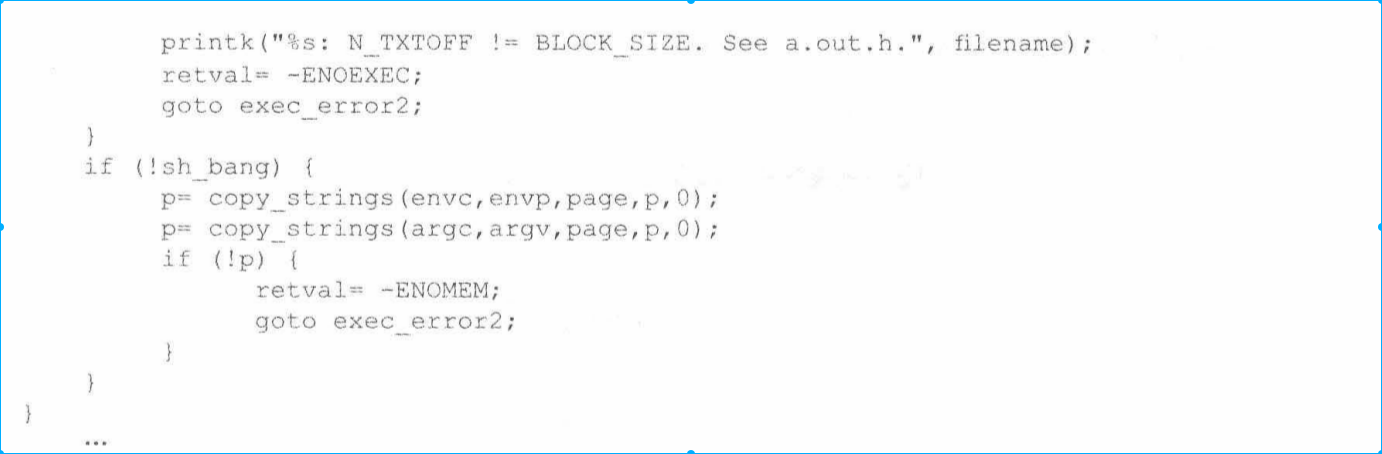 printk("%s: N_TXTOFF != BLOCK_SIZE. See a.out.h.", filename);
retval= -ENOEXEC;
goto exec_error2;
}
if (!sh_bang) {
p= copy_strings(envc,envp,page,p,0);
p= copy_strings(argc,argv,page,p,0);
if (!p) {
retval= -ENOMEM;
goto exec_error2;
}
}
}
...